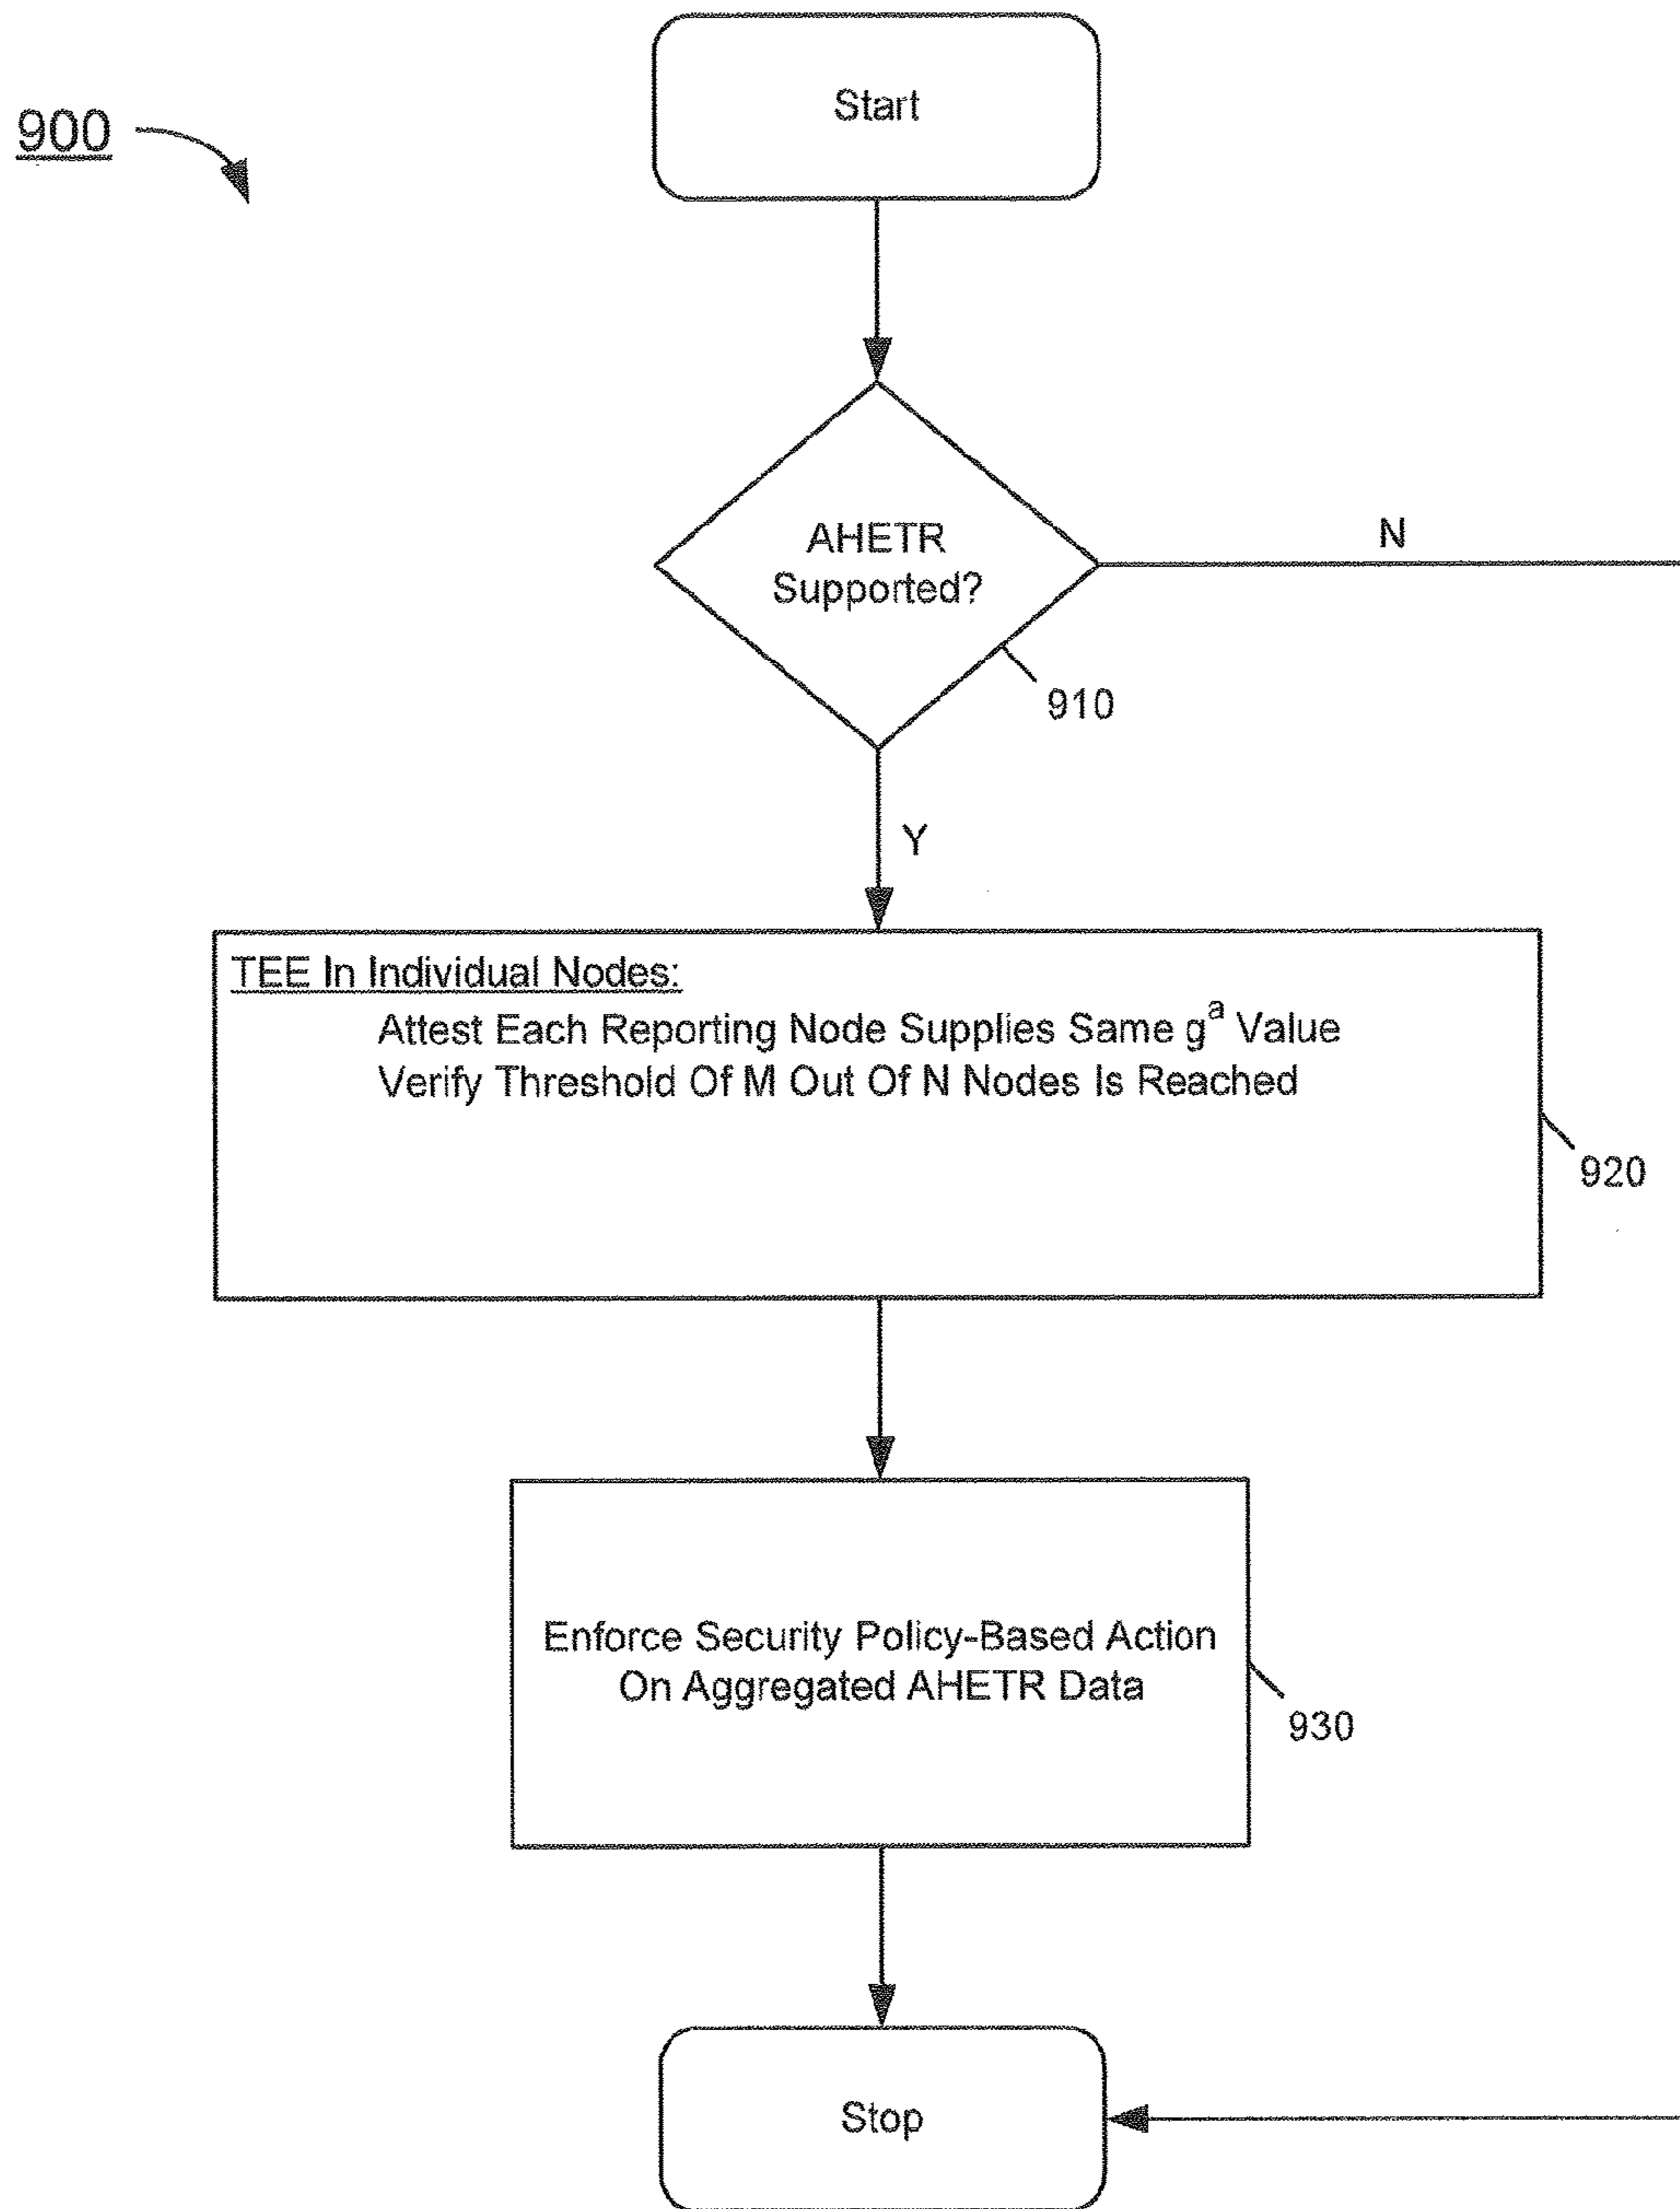 900
Start
AHETR
Supported?
N
910
Y
TEE In Individual Nodes:
Attest Each Reporting Node Supplies Same gᵃ Value
Verify Threshold Of M Out Of N Nodes Is Reached
920
Enforce Security Policy-Based Action
On Aggregated AHETR Data
930
Stop